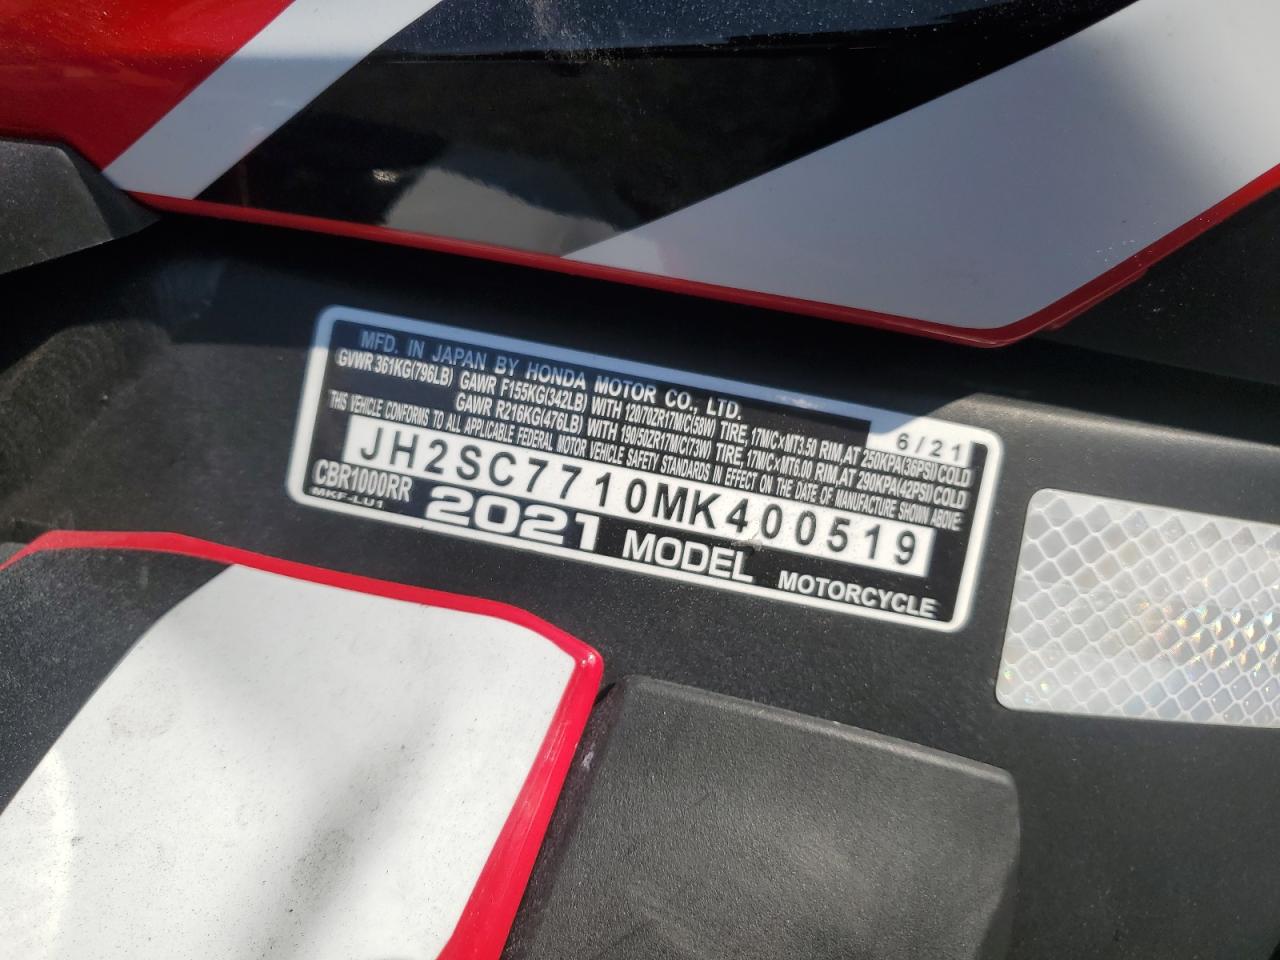 MFD. IN JAPAN BY HONDA MOTOR CO., LTD. 6/21
GVWR 361KG(796LB) GAWR F155KG(342LB) WITH 120/70ZR17M/C(58W) TIRE, 17M/C×MT3.50 RIM, AT 250KPA(36PSI) COLD
GAWR R216KG(476LB) WITH 190/50ZR17M/C(73W) TIRE, 17M/C×MT6.00 RIM, AT 290KPA(42PSI) COLD
THIS VEHICLE CONFORMS TO ALL APPLICABLE FEDERAL MOTOR VEHICLE SAFETY STANDARDS IN EFFECT ON THE DATE OF MANUFACTURE SHOWN ABOVE
JH2SC7710MK400519
CBR1000RR 2021 MODEL MOTORCYCLE
MKF-LU1